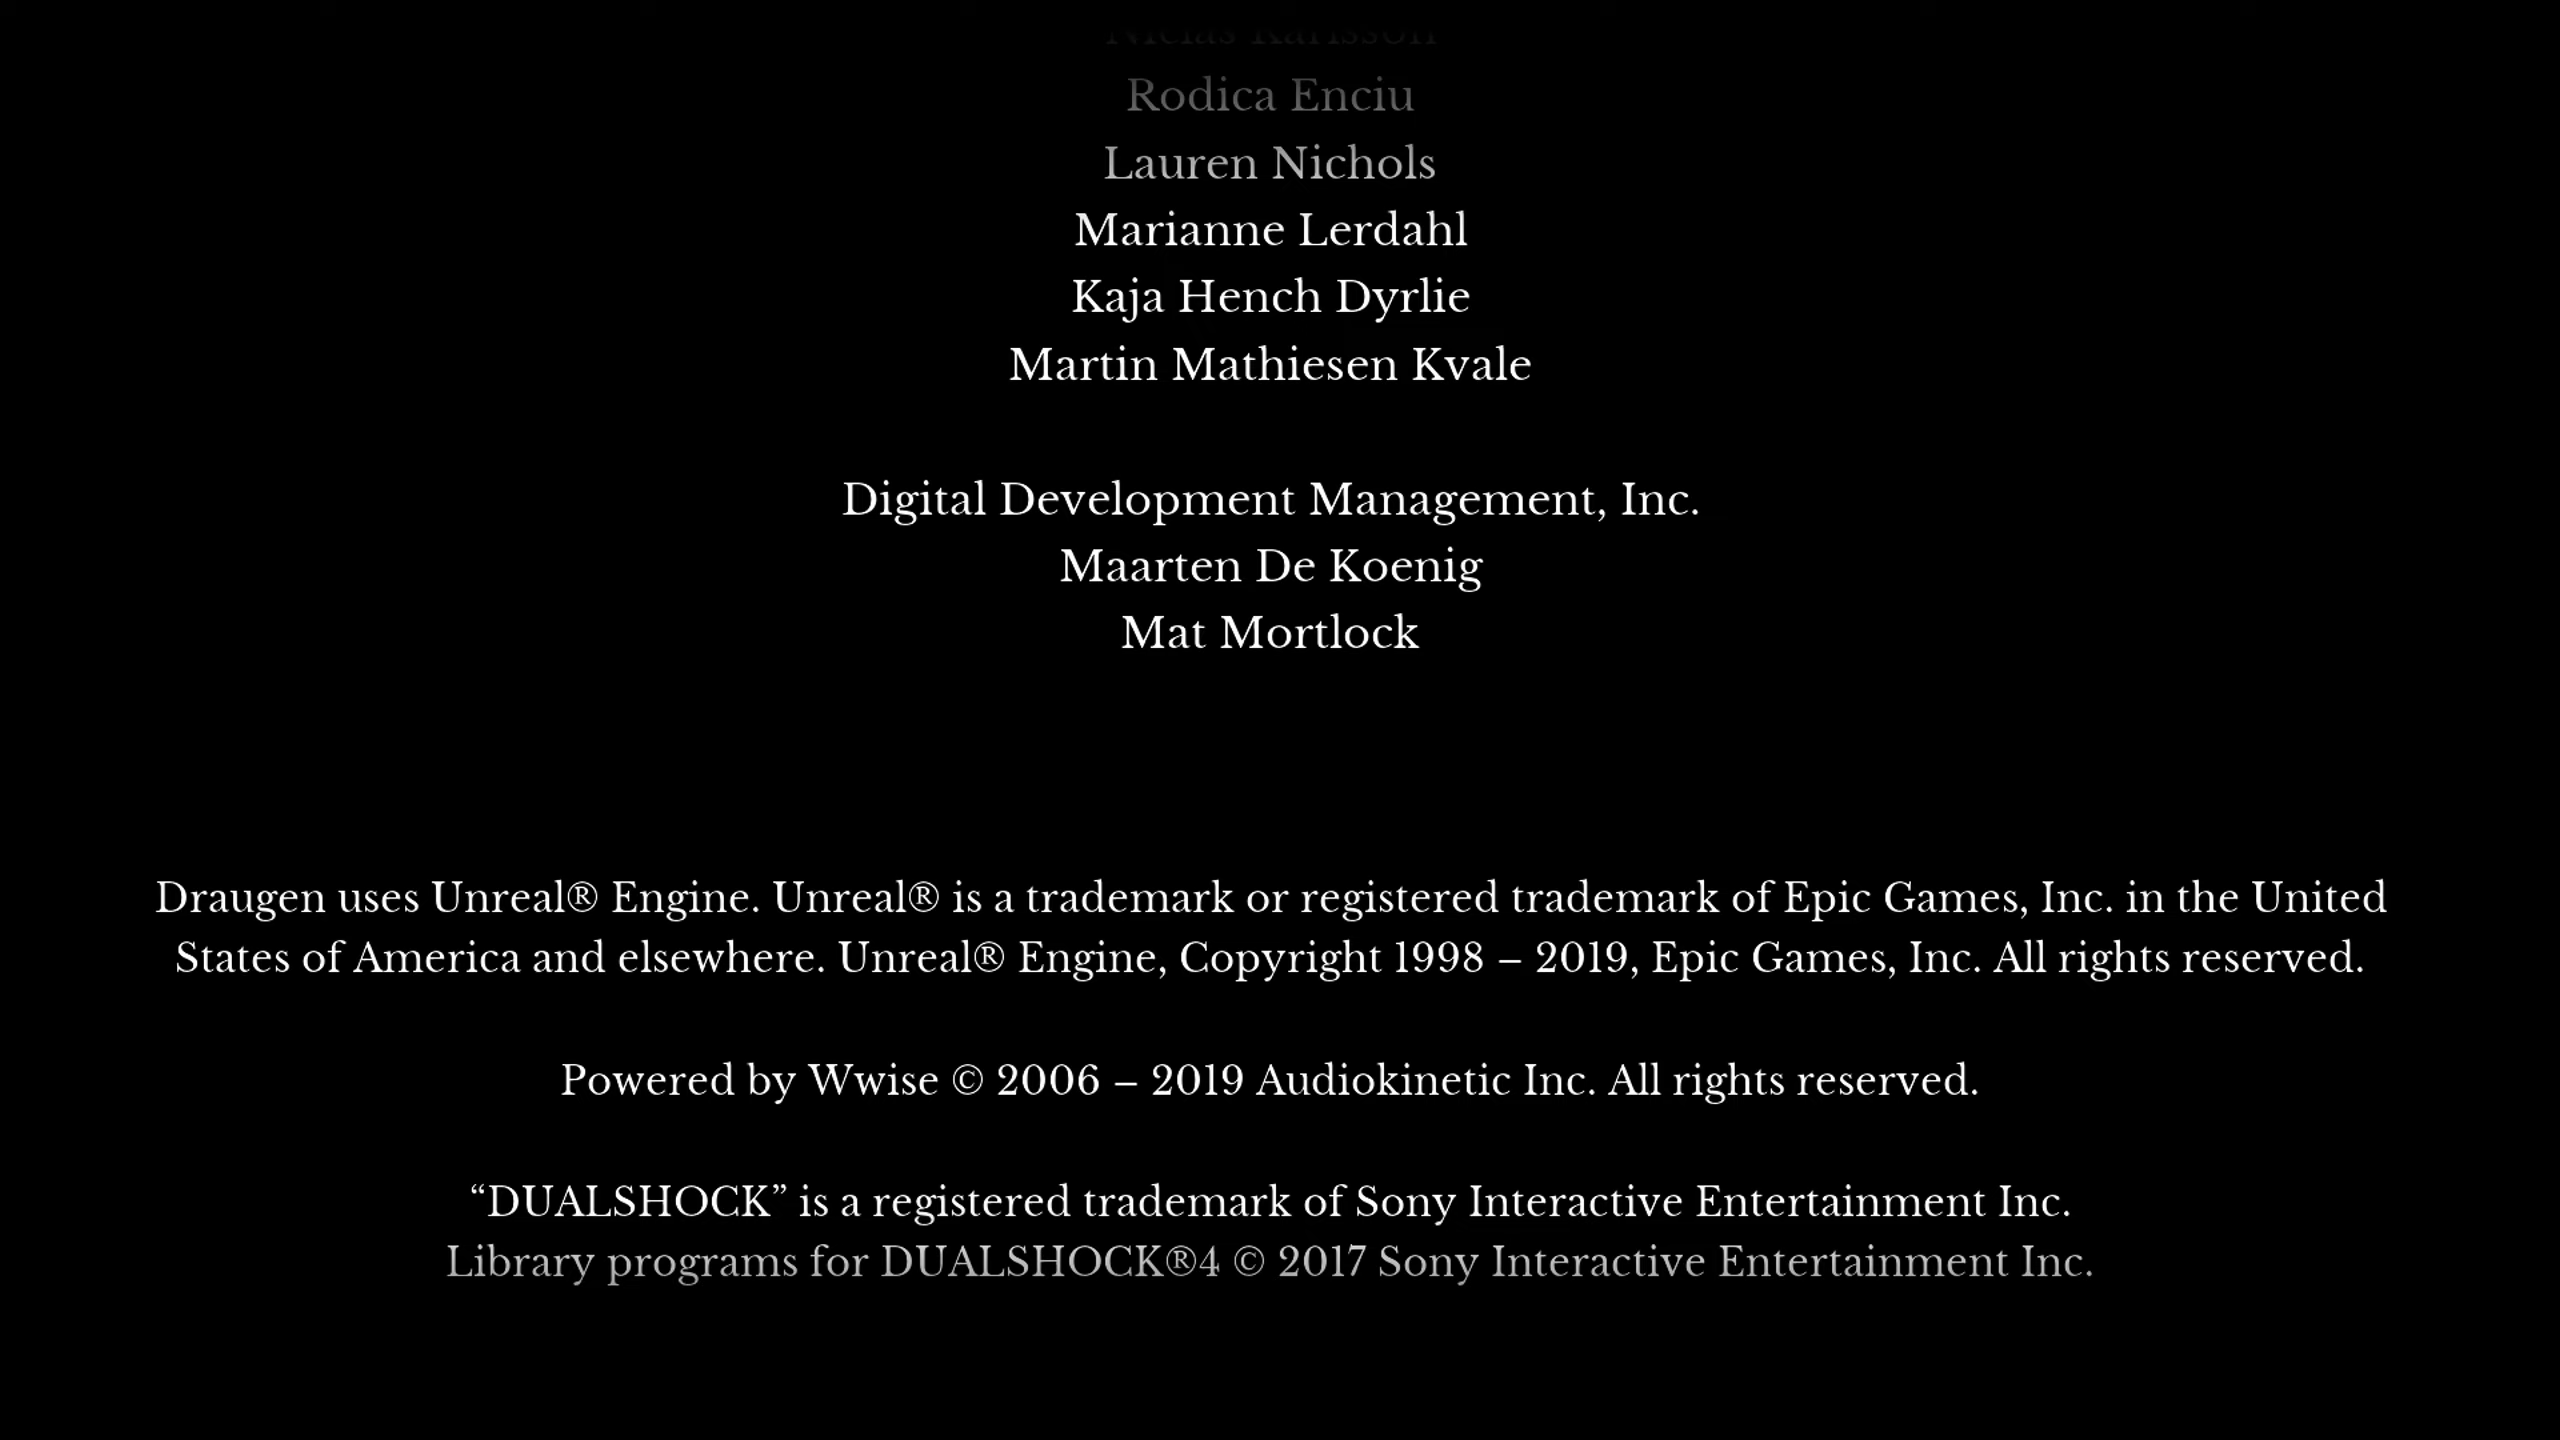 Niclas Karlsson
Rodica Enciu
Lauren Nichols
Marianne Lerdahl
Kaja Hench Dyrlie
Martin Mathiesen Kvale
Digital Development Management, Inc.
Maarten De Koenig
Mat Mortlock
Draugen uses Unreal® Engine. Unreal® is a trademark or registered trademark of Epic Games, Inc. in the United
States of America and elsewhere. Unreal® Engine, Copyright 1998 – 2019, Epic Games, Inc. All rights reserved.
Powered by Wwise © 2006 – 2019 Audiokinetic Inc. All rights reserved.
“DUALSHOCK” is a registered trademark of Sony Interactive Entertainment Inc.
Library programs for DUALSHOCK®4 © 2017 Sony Interactive Entertainment Inc.